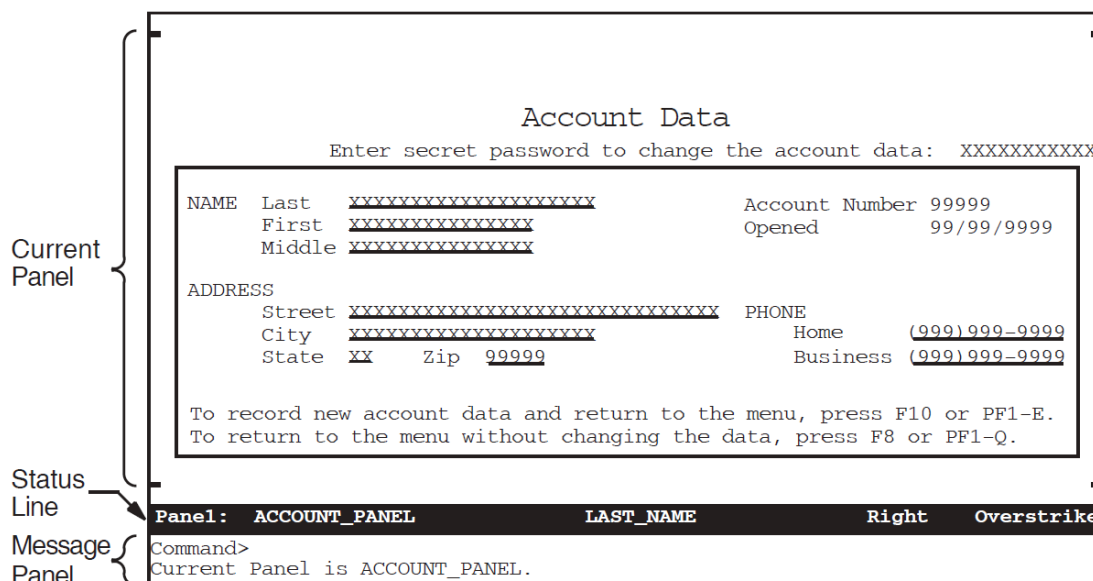 Account Data
Enter secret password to change the account data: XXXXXXXXXXX
NAME Last XXXXXXXXXXXXXXXXXXXX Account Number 99999
First XXXXXXXXXXXXXXX Opened 99/99/9999
Middle XXXXXXXXXXXXXXX
Current
Panel
ADDRESS
Street XXXXXXXXXXXXXXXXXXXXXXXXXXXXXX PHONE
City XXXXXXXXXXXXXXXXXXXX Home (999)999-9999
State XX Zip 99999 Business (999)999-9999
To record new account data and return to the menu, press F10 or PF1-E.
To return to the menu without changing the data, press F8 or PF1-Q.
Status
Line
Panel: ACCOUNT_PANEL LAST_NAME Right Overstrike
Message
Panel
Command>
Current Panel is ACCOUNT_PANEL.